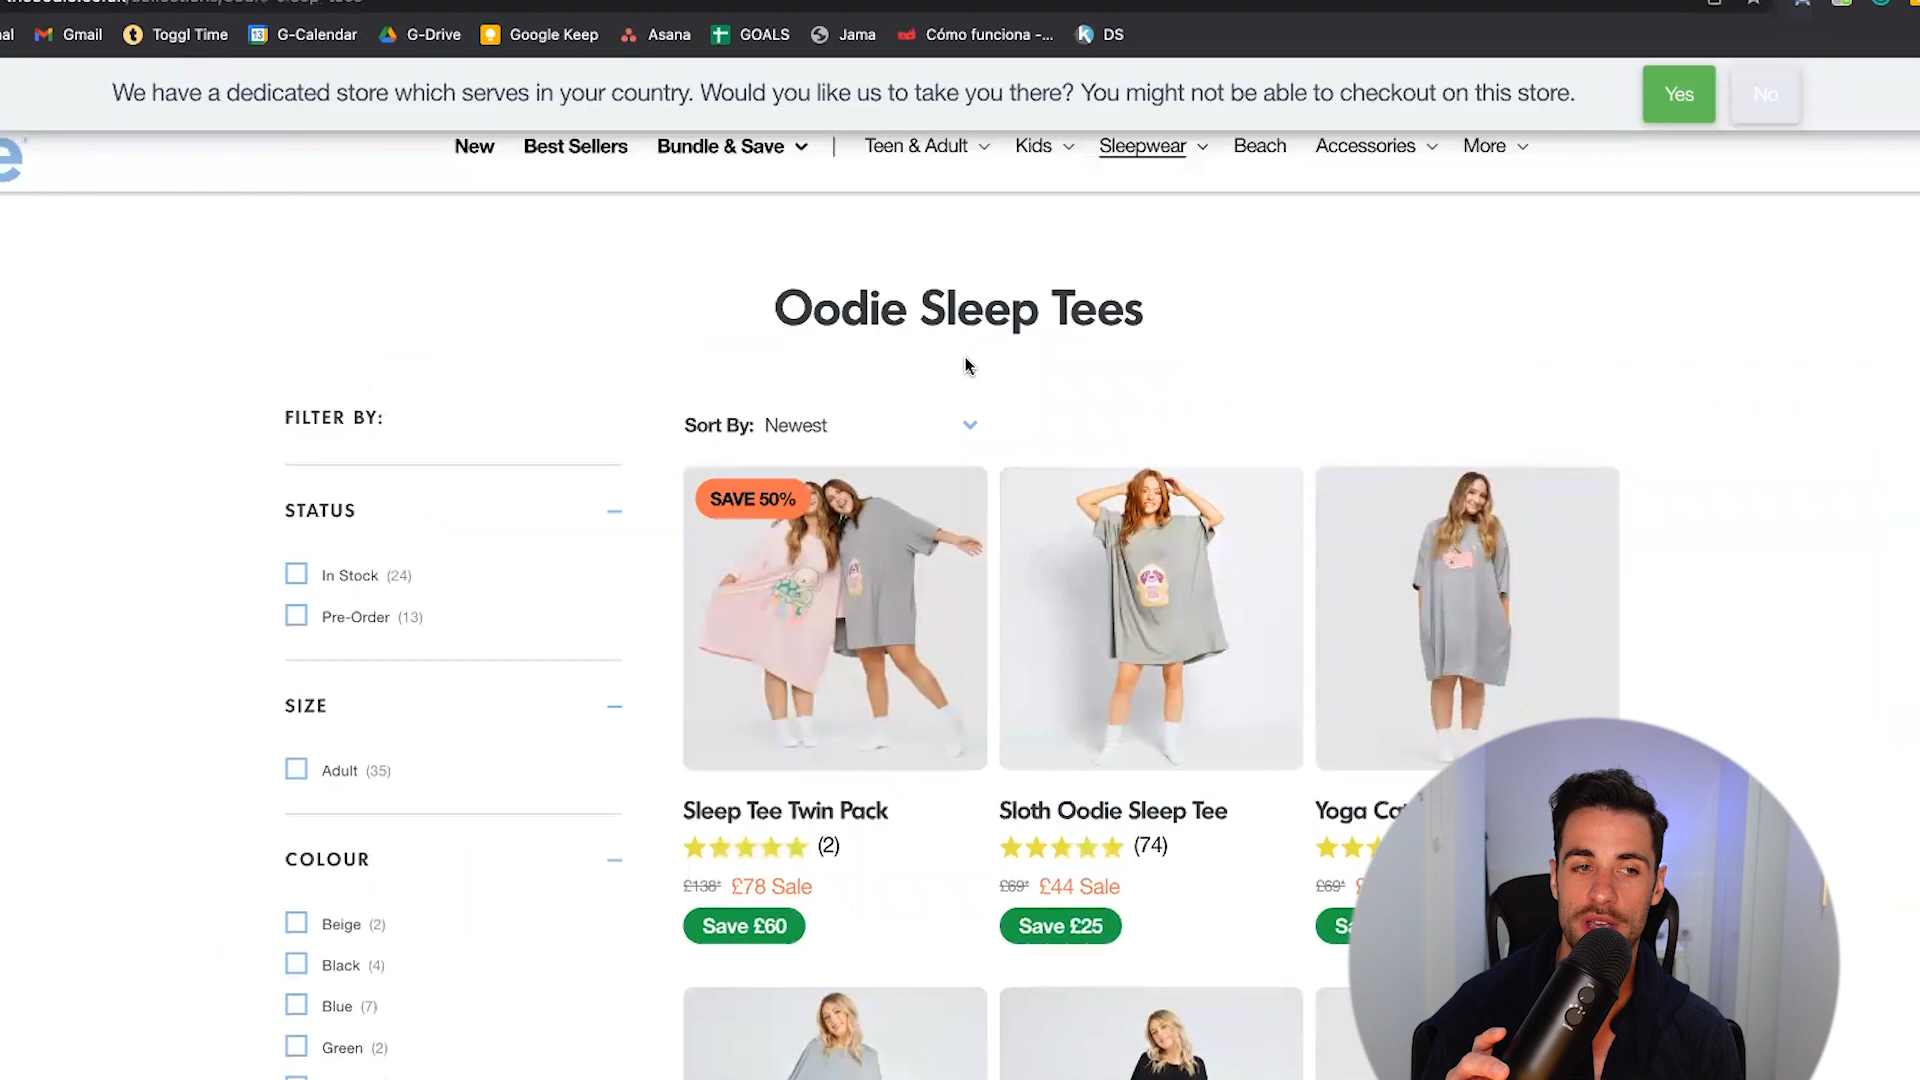 Gmail
Toggl Time
G-Calendar
G-Drive
Google Keep
Asana
GOALS
Jama
Cómo funciona -...
DS
We have a dedicated store which serves in your country. Would you like us to take you there? You might not be able to checkout on this store.
Yes
No
New
Best Sellers
Bundle & Save
Teen & Adult
Kids
Sleepwear
Beach
Accessories
More
Oodie Sleep Tees
FILTER BY:
Sort By: Newest
STATUS
In Stock (24)
Pre-Order (13)
SIZE
Adult (35)
COLOUR
Beige (2)
Black (4)
Blue (7)
Green (2)
SAVE 50%
Sleep Tee Twin Pack
(2)
£138* £78 Sale
Save £60
Sloth Oodie Sleep Tee
(74)
£69* £44 Sale
Save £25
Yoga
£69*